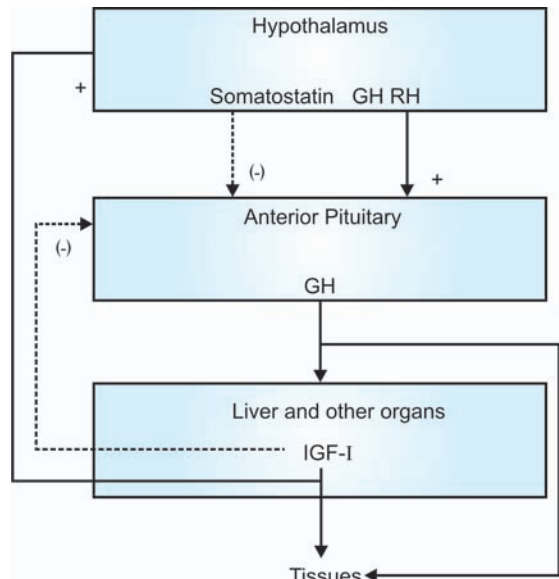 Hypothalamus
+
Somatostatin GH RH
(-)
+
Anterior Pituitary
(-)
GH
Liver and other organs
IGF-I
Tissues